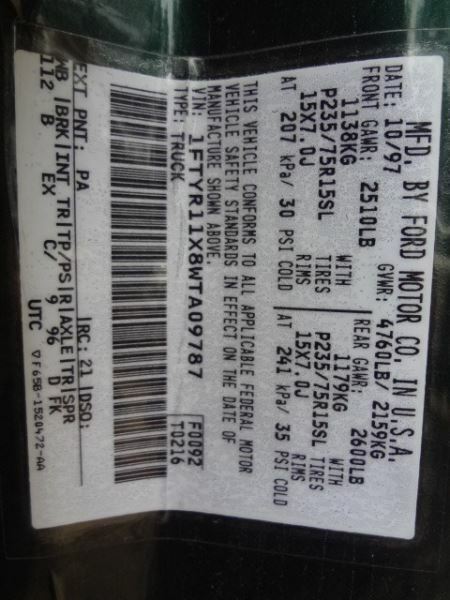 MFD. BY FORD MOTOR CO. IN U.S.A.
DATE: 10/97 GVWR: 4760LB/ 2159KG
FRONT GAWR: 2510LB REAR GAWR: 2600LB
1138KG WITH 1179KG WITH
P235/75R15SL TIRES P235/75R15SL TIRES
15X7.0J RIMS 15X7.0J RIMS
AT 207 kPa/ 30 PSI COLD AT 241 kPa/ 35 PSI COLD
THIS VEHICLE CONFORMS TO ALL APPLICABLE FEDERAL MOTOR
VEHICLE SAFETY STANDARDS IN EFFECT ON THE DATE OF
MANUFACTURE SHOWN ABOVE.
VIN: 1FTYR11X8WTA09787 F0092
TYPE: TRUCK T0216
EXT PNT: PA RC: 21 DSO:
WB BRK INT TR TP/PS R AXLE TR SPR
112 B EX C/ 9 96 D FK
UTC ▽F65B-1520472-AA